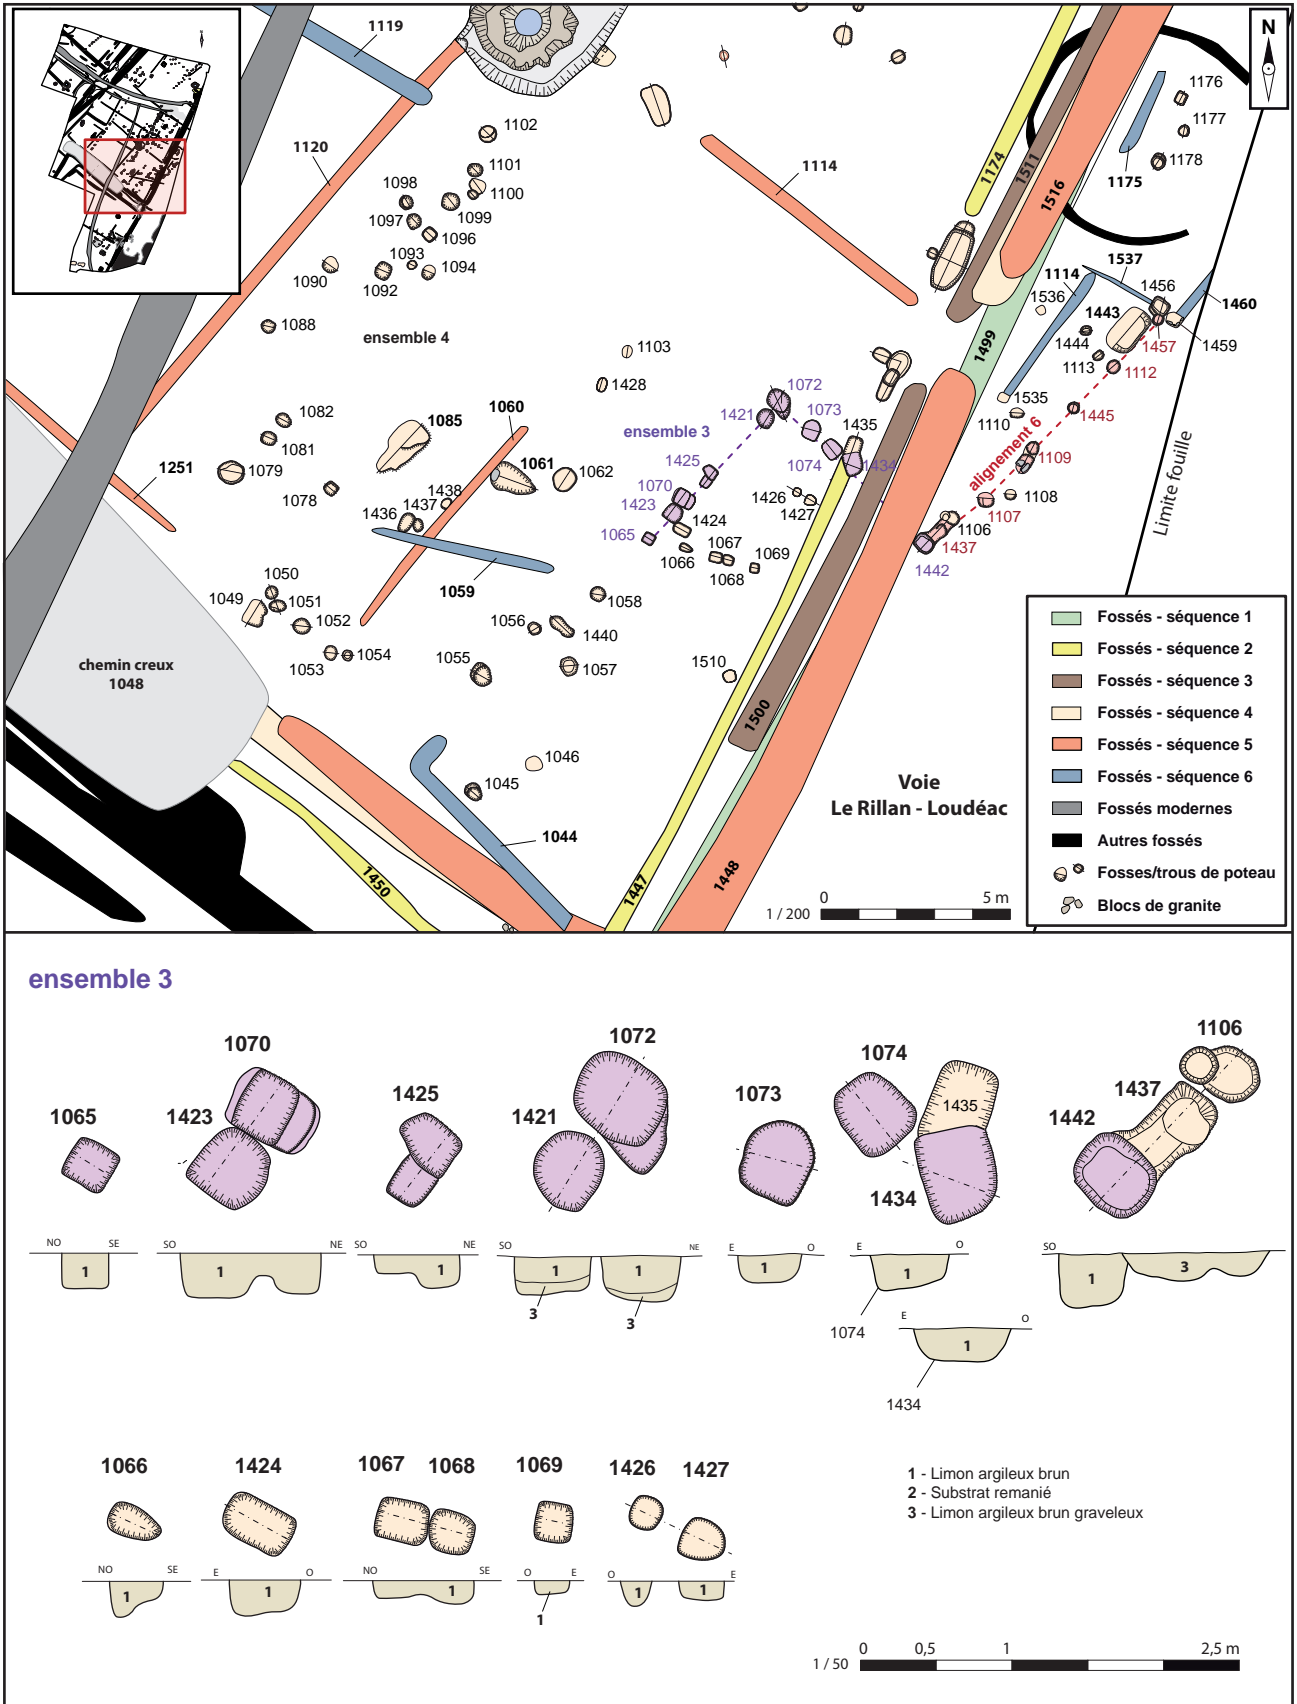 N
1119
1176
1177
1178
1102
1101
1100
1120
1098
1099
1097
1096
1093
1094
1092
1090
1114
1174
1511
1516
1175
1537
1114
1456
1460
1536
1443
1444
1457
1459
1113
1112
1088
ensemble 4
1499
1103
1428
1072
1535
1110
1445
1082
1085
1060
1421
1073
1435
ensemble 3
1081
1061
1062
1074
1434
alignement 6
1109
Limite fouille
1251
1079
1425
1078
1438
1070
1426
1108
1437
1423
1427
1107
1436
1424
1106
1065
1437
1066
1067
1069
1442
1068
1059
1050
1049
1051
1058
1052
1056
1440
1053
1054
1055
1057
1510
chemin creux
1048
1500
1046
1045
1044
Voie
Le Rillan - Loudéac
1450
1447
1448
0
5 m
1 / 200
Fossés - séquence 1
Fossés - séquence 2
Fossés - séquence 3
Fossés - séquence 4
Fossés - séquence 5
Fossés - séquence 6
Fossés modernes
Autres fossés
Fosses/trous de poteau
Blocs de granite
ensemble 3
1065
1070
1423
1425
1072
1421
1073
1074
1435
1434
1106
1437
1442
NO
SE
1
SO
NE
1
SO
NE
1
SO
NE
1
1
3
3
E
O
1
E
O
1
1074
E
O
1
1434
SO
1
3
1066
1424
1067
1068
1069
1426
1427
NO
SE
1
E
O
1
NO
SE
1
O
E
1
O
E
1
1
1 - Limon argileux brun
2 - Substrat remanié
3 - Limon argileux brun graveleux
0
0,5
1
2,5 m
1 / 50